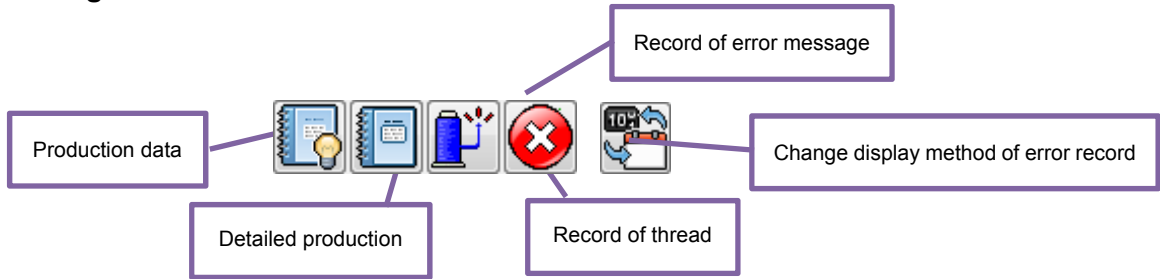 Record of error message
Production data
Change display method of error record
Detailed production
Record of thread